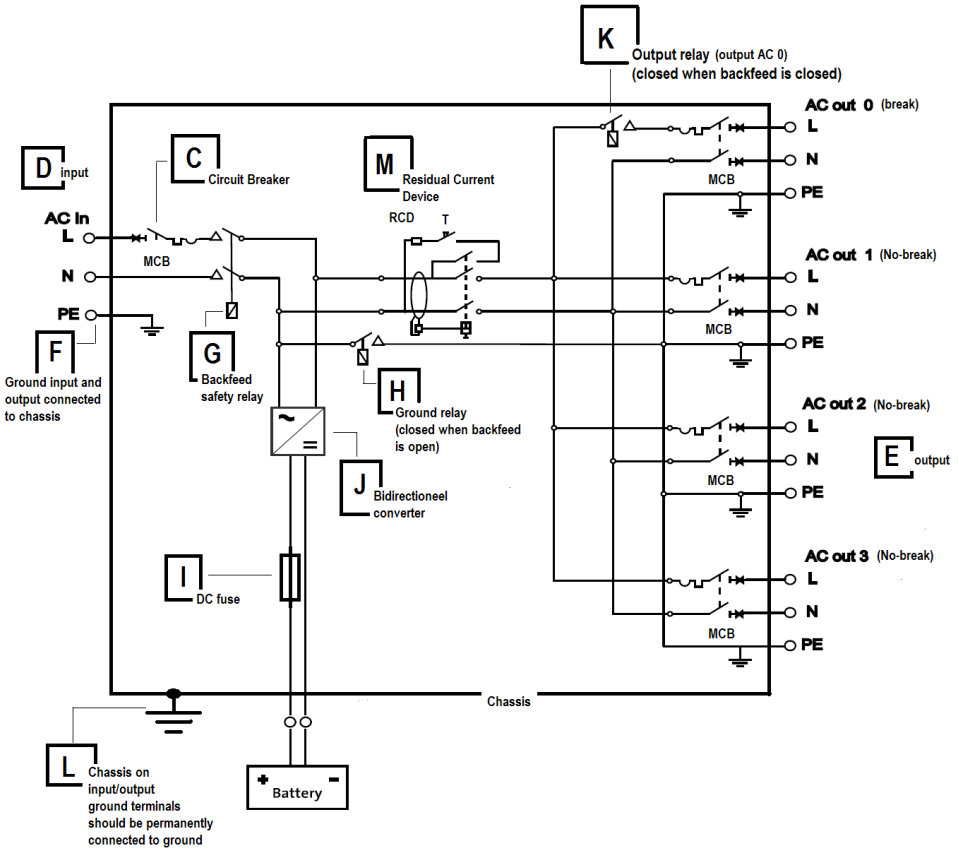 K
Output relay (output AC 0)
(closed when backfeed is closed)
AC out 0 (break)
L
N
MCB
PE
D
input
C
Circuit Breaker
M
Residual Current
Device
RCD T
AC In
L
MCB
N
PE
F
Ground input and
output connected
to chassis
G
Backfeed
safety relay
H
Ground relay
(closed when backfeed
is open)
AC out 1 (No-break)
L
N
MCB
PE
~
=
J
Bidirectioneel
converter
AC out 2 (No-break)
L
N
MCB
PE
E
output
I
DC fuse
AC out 3 (No-break)
L
N
MCB
PE
Chassis
L
Chassis on
input/output
ground terminals
should be permanently
connected to ground
+ -
Battery